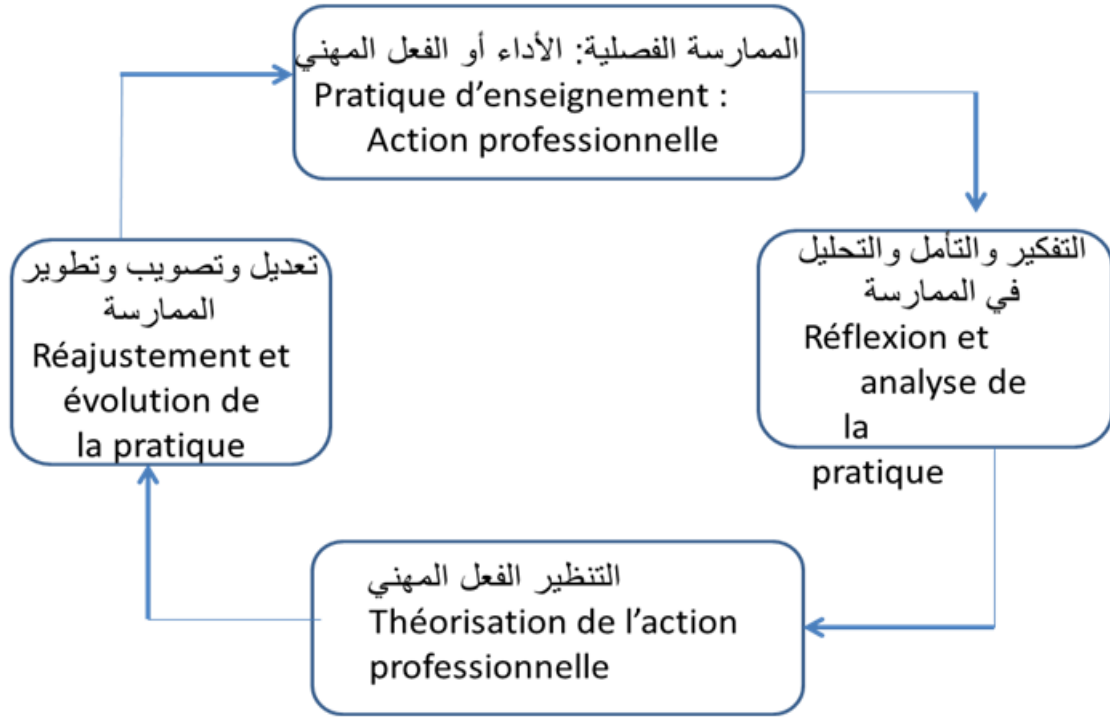 الممارسة الفصلية: الأداء أو الفعل المهني
Pratique d’enseignement :
Action professionnelle
التفكير والتأمل والتحليل
في الممارسة
Réflexion et
analyse de
la
pratique
التنظير الفعل المهني
Théorisation de l’action
professionnelle
تعديل وتصويب وتطوير
الممارسة
Réajustement et
évolution de
la pratique